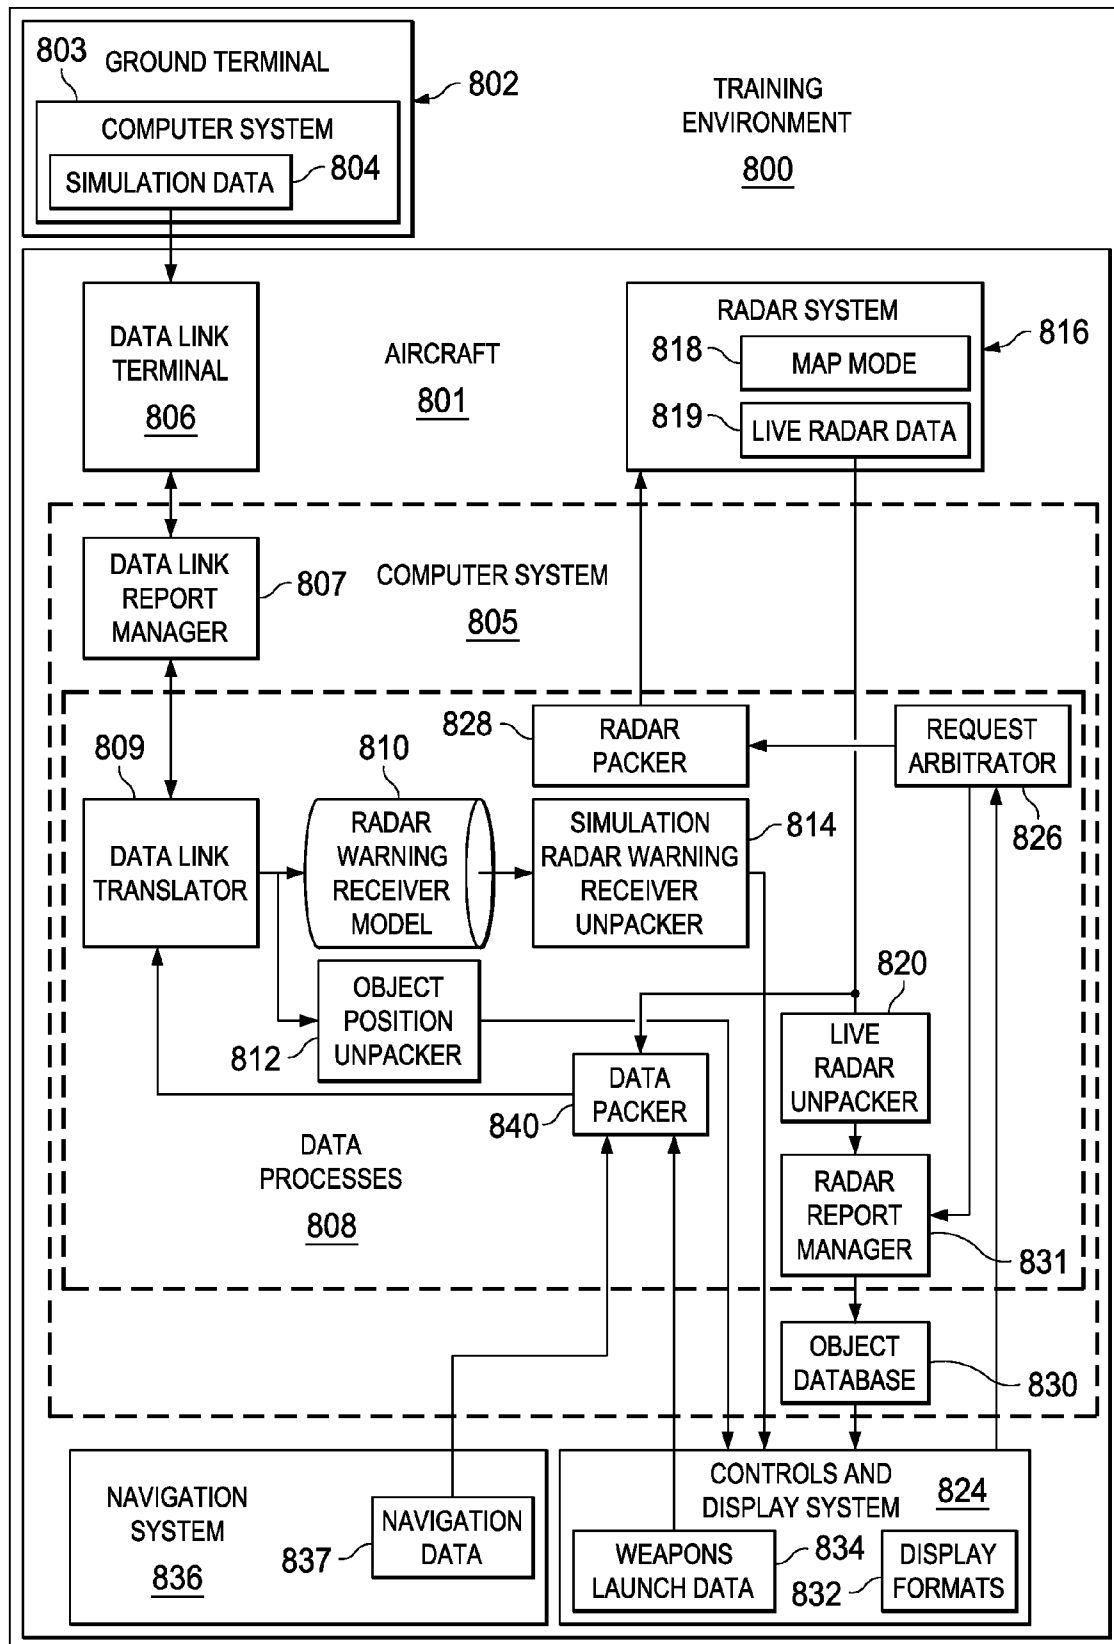 803
GROUND TERMINAL
802
COMPUTER SYSTEM
SIMULATION DATA
804
TRAINING
ENVIRONMENT
800
DATA LINK
TERMINAL
806
AIRCRAFT
801
RADAR SYSTEM
818
MAP MODE
816
819
LIVE RADAR DATA
DATA LINK
REPORT
MANAGER
807
COMPUTER SYSTEM
805
828
RADAR
PACKER
REQUEST
ARBITRATOR
826
809
DATA LINK
TRANSLATOR
810
RADAR
WARNING
RECEIVER
MODEL
SIMULATION
RADAR WARNING
RECEIVER
UNPACKER
814
OBJECT
POSITION
UNPACKER
812
820
LIVE
RADAR
UNPACKER
DATA
PACKER
840
DATA
PROCESSES
808
RADAR
REPORT
MANAGER
831
OBJECT
DATABASE
830
NAVIGATION
SYSTEM
836
NAVIGATION
DATA
837
CONTROLS AND
DISPLAY SYSTEM
824
WEAPONS
LAUNCH DATA
834
832
DISPLAY
FORMATS